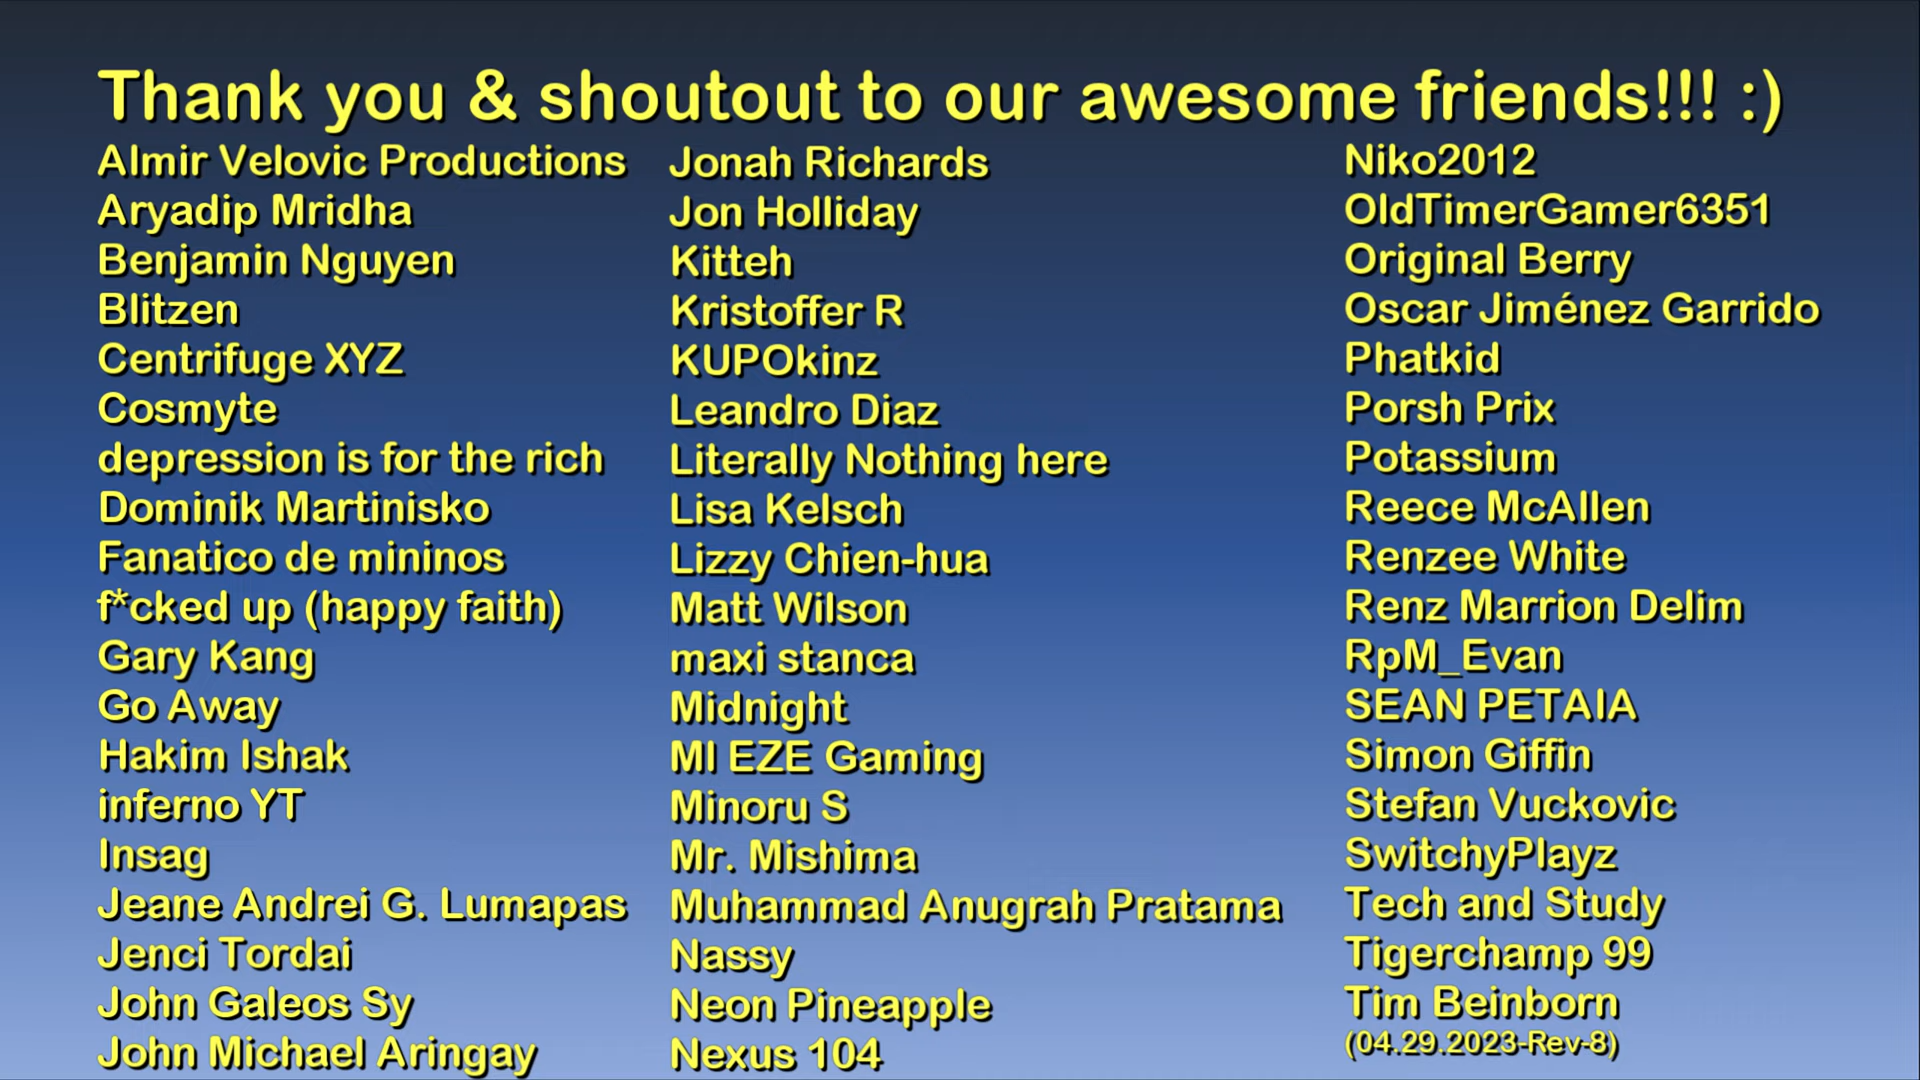 Thank you & shoutout to our awesome friends!!! :)
Almir Velovic Productions
Aryadip Mridha
Benjamin Nguyen
Blitzen
Centrifuge XYZ
Cosmyte
depression is for the rich
Dominik Martinisko
Fanatico de mininos
f*cked up (happy faith)
Gary Kang
Go Away
Hakim Ishak
inferno YT
Insag
Jeane Andrei G. Lumapas
Jenci Tordai
John Galeos Sy
John Michael Aringay
Jonah Richards
Jon Holliday
Kitteh
Kristoffer R
KUPOkinz
Leandro Diaz
Literally Nothing here
Lisa Kelsch
Lizzy Chien-hua
Matt Wilson
maxi stanca
Midnight
MI EZE Gaming
Minoru S
Mr. Mishima
Muhammad Anugrah Pratama
Nassy
Neon Pineapple
Nexus 104
Niko2012
OldTimerGamer6351
Original Berry
Oscar Jiménez Garrido
Phatkid
Porsh Prix
Potassium
Reece McAllen
Renzee White
Renz Marrion Delim
RpM_Evan
SEAN PETAIA
Simon Giffin
Stefan Vuckovic
SwitchyPlayz
Tech and Study
Tigerchamp 99
Tim Beinborn
(04.29.2023-Rev-8)